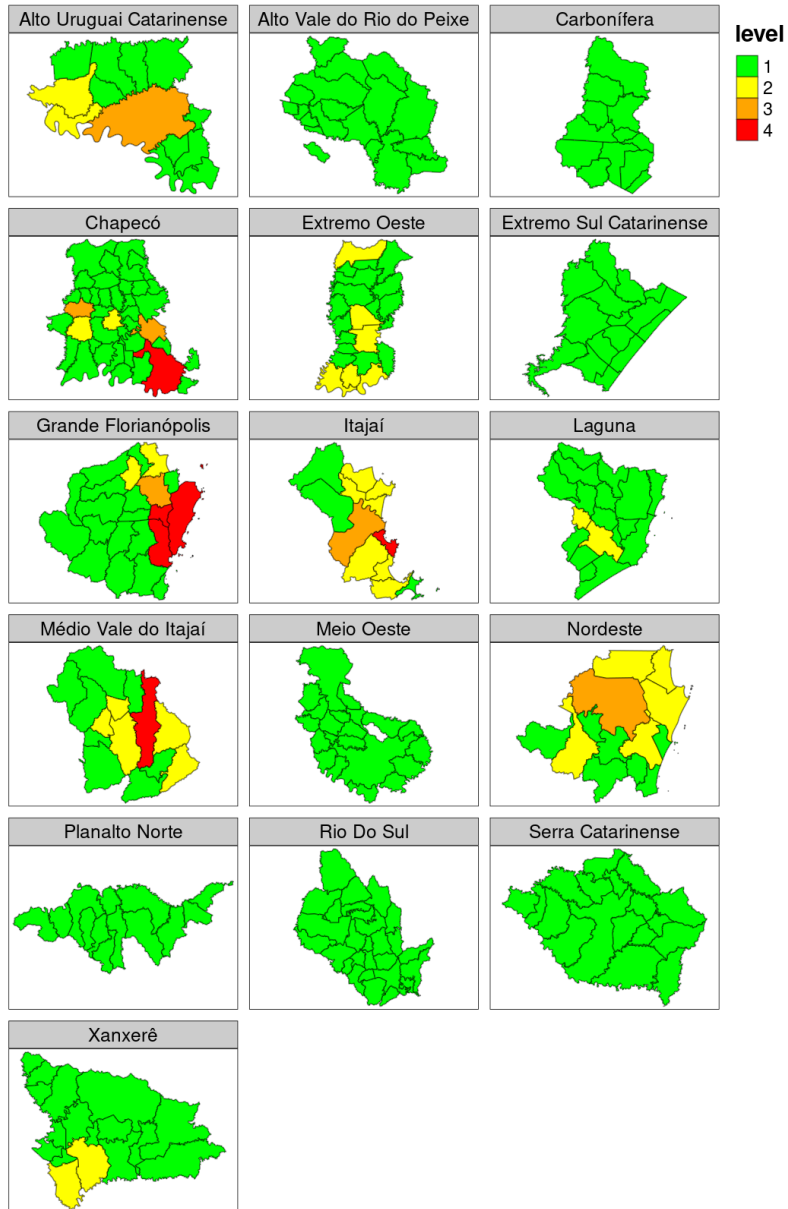 Alto Uruguai Catarinense
Alto Vale do Rio do Peixe
Carbonífera
level
1
2
3
4
Chapecó
Extremo Oeste
Extremo Sul Catarinense
Grande Florianópolis
Itajaí
Laguna
Médio Vale do Itajaí
Meio Oeste
Nordeste
Planalto Norte
Rio Do Sul
Serra Catarinense
Xanxerê